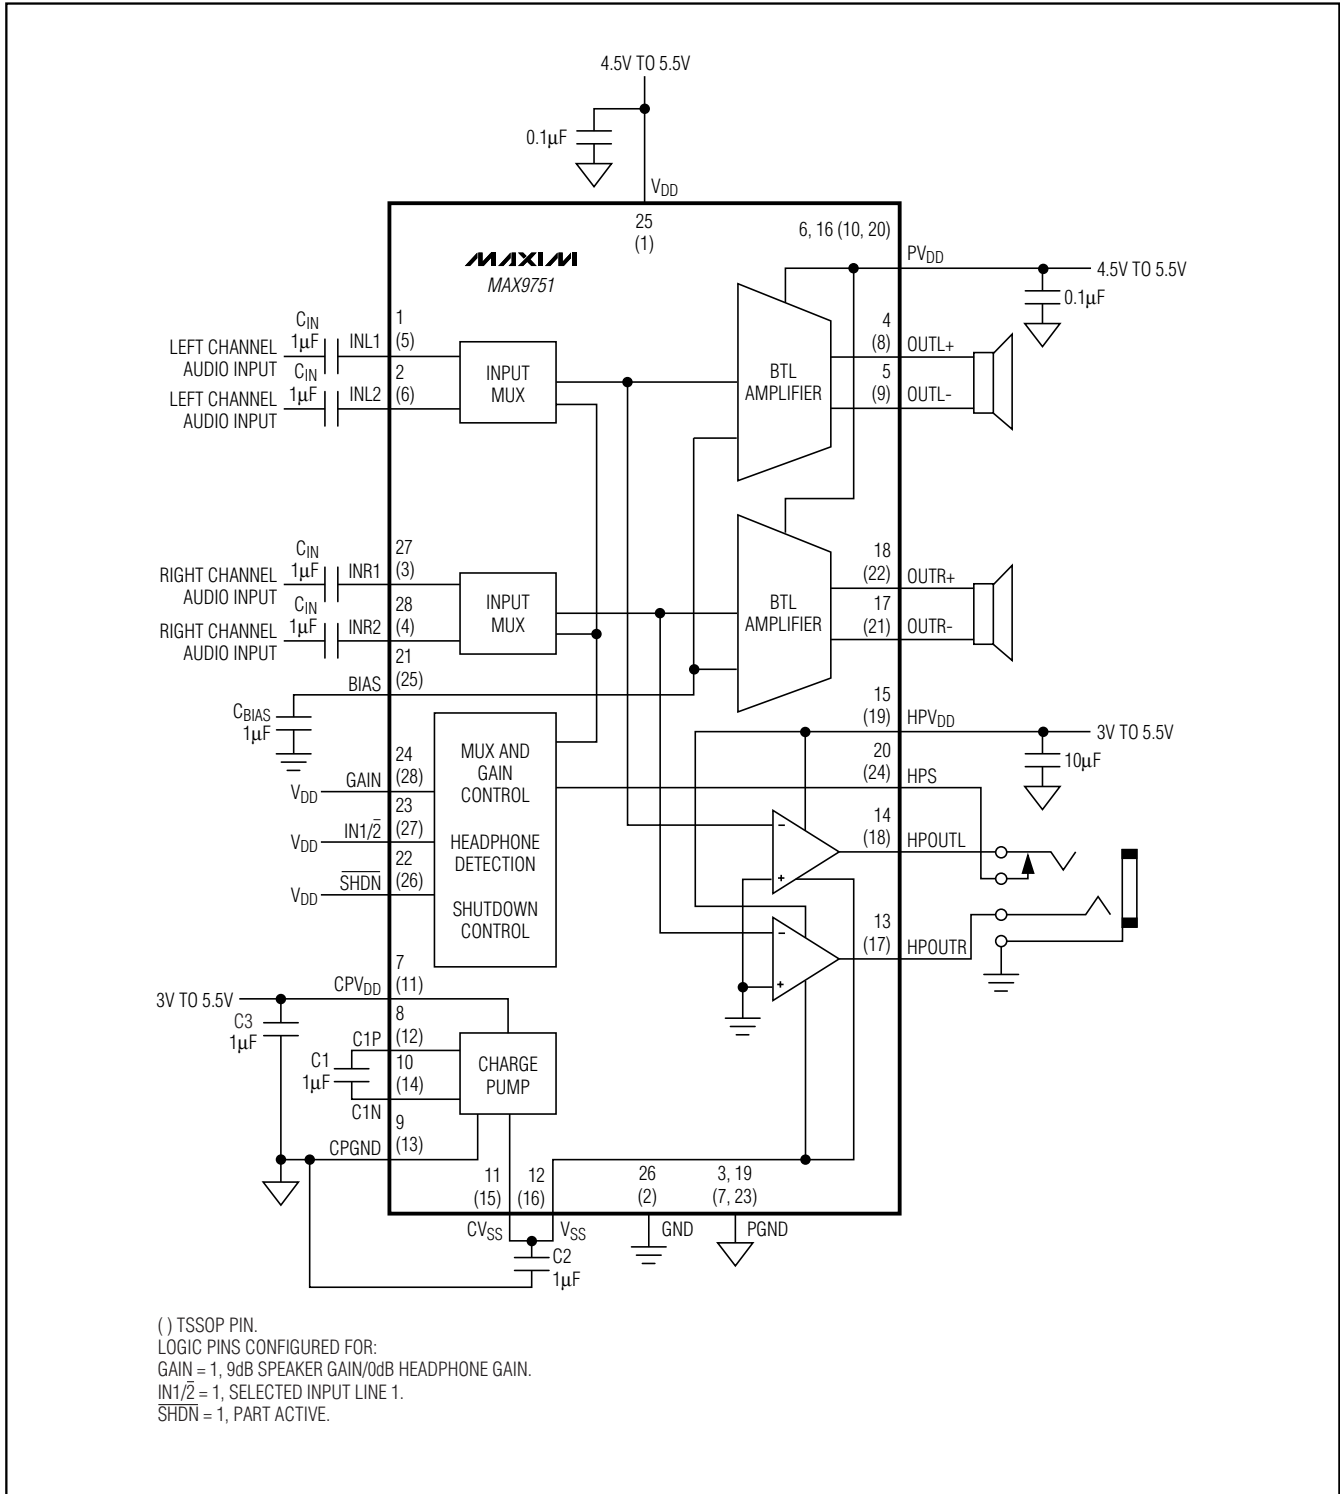 4.5V TO 5.5V
0.1µF
VDD
25
(1)
6, 16 (10, 20)
MAXIM
MAX9751
PVDD
4.5V TO 5.5V
0.1µF
LEFT CHANNEL
AUDIO INPUT
CIN
1µF
INL1
1
(5)
LEFT CHANNEL
AUDIO INPUT
CIN
1µF
INL2
2
(6)
INPUT
MUX
BTL
AMPLIFIER
4
(8)
OUTL+
5
(9)
OUTL-
RIGHT CHANNEL
AUDIO INPUT
CIN
1µF
INR1
27
(3)
RIGHT CHANNEL
AUDIO INPUT
CIN
1µF
INR2
28
(4)
INPUT
MUX
BTL
AMPLIFIER
18
(22)
OUTR+
17
(21)
OUTR-
21
(25)
BIAS
CBIAS
1µF
15
(19)
HPVDD
3V TO 5.5V
10µF
VDD
GAIN
24
(28)
VDD
IN1/2̅
23
(27)
VDD
S̅H̅D̅N̅
22
(26)
MUX AND
GAIN
CONTROL
HEADPHONE
DETECTION
SHUTDOWN
CONTROL
20
(24)
HPS
14
(18)
HPOUTL
13
(17)
HPOUTR
−
+
−
+
3V TO 5.5V
CPVDD
7
(11)
C3
1µF
C1P
8
(12)
C1
1µF
C1N
10
(14)
CHARGE
PUMP
CPGND
9
(13)
11
(15)
12
(16)
26
(2)
3, 19
(7, 23)
CVSS
VSS
GND
PGND
C2
1µF
( ) TSSOP PIN.
LOGIC PINS CONFIGURED FOR:
GAIN = 1, 9dB SPEAKER GAIN/0dB HEADPHONE GAIN.
IN1/2̅ = 1, SELECTED INPUT LINE 1.
S̅H̅D̅N̅ = 1, PART ACTIVE.